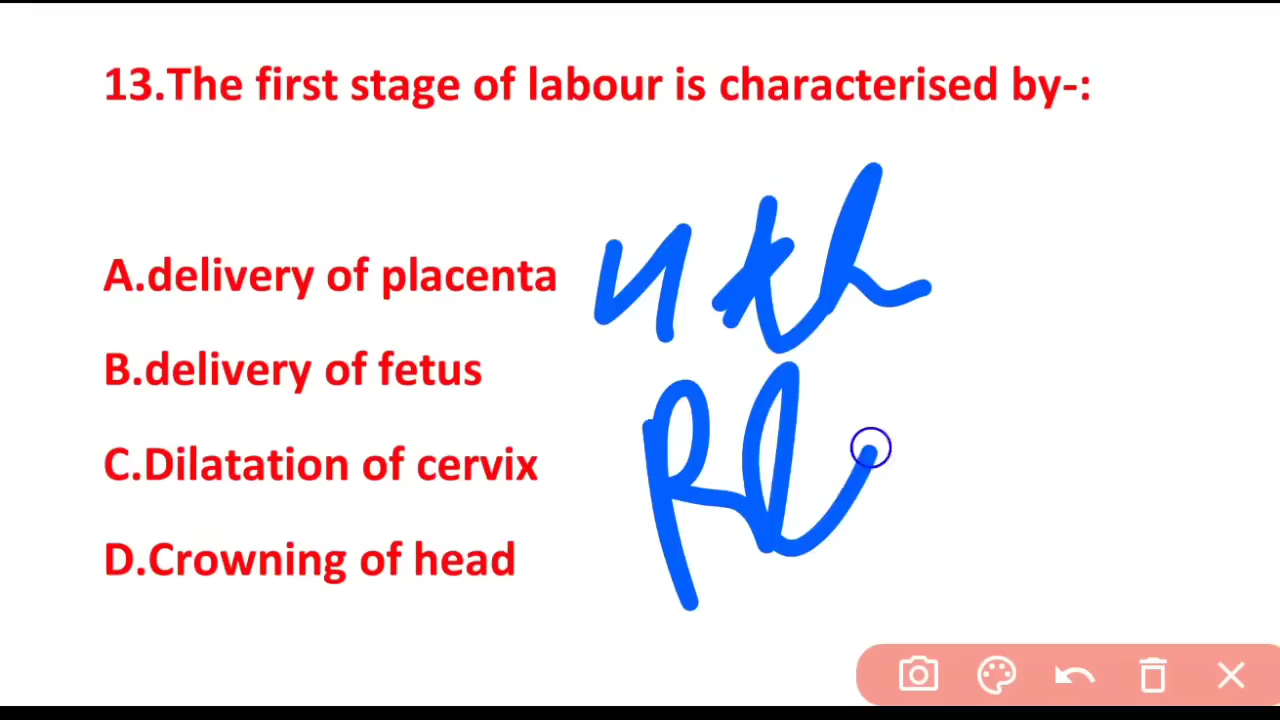 13.The first stage of labour is characterised by-:
A.delivery of placenta
B.delivery of fetus
C.Dilatation of cervix
D.Crowning of head